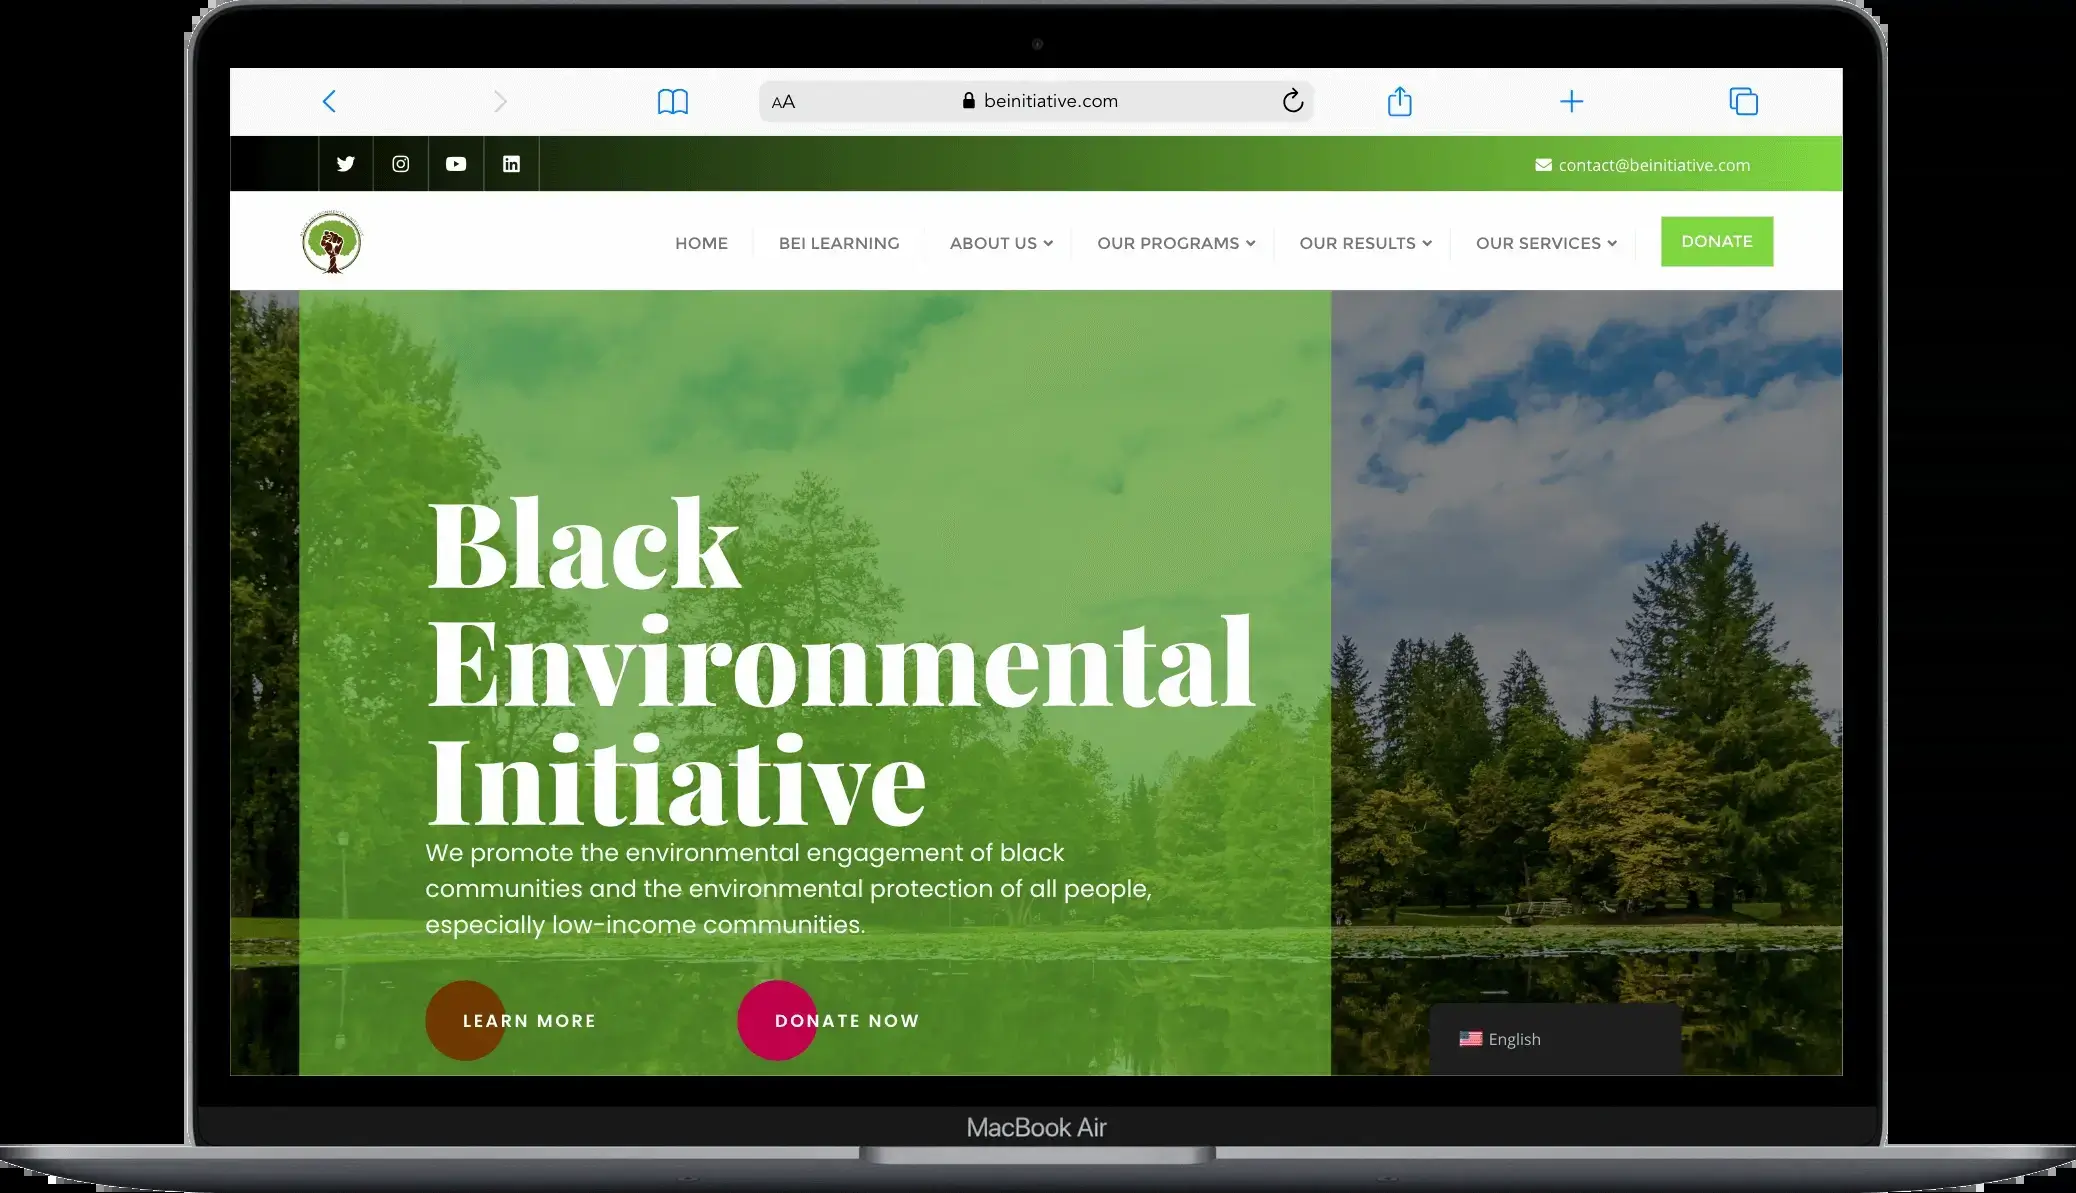 AA beinitiative.com
contact@beinitiative.com
HOME BEI LEARNING ABOUT US OUR PROGRAMS OUR RESULTS OUR SERVICES DONATE
Black
Environmental
Initiative
We promote the environmental engagement of black
communities and the environmental protection of all people,
especially low-income communities.
LEARN MORE DONATE NOW
English
MacBook Air